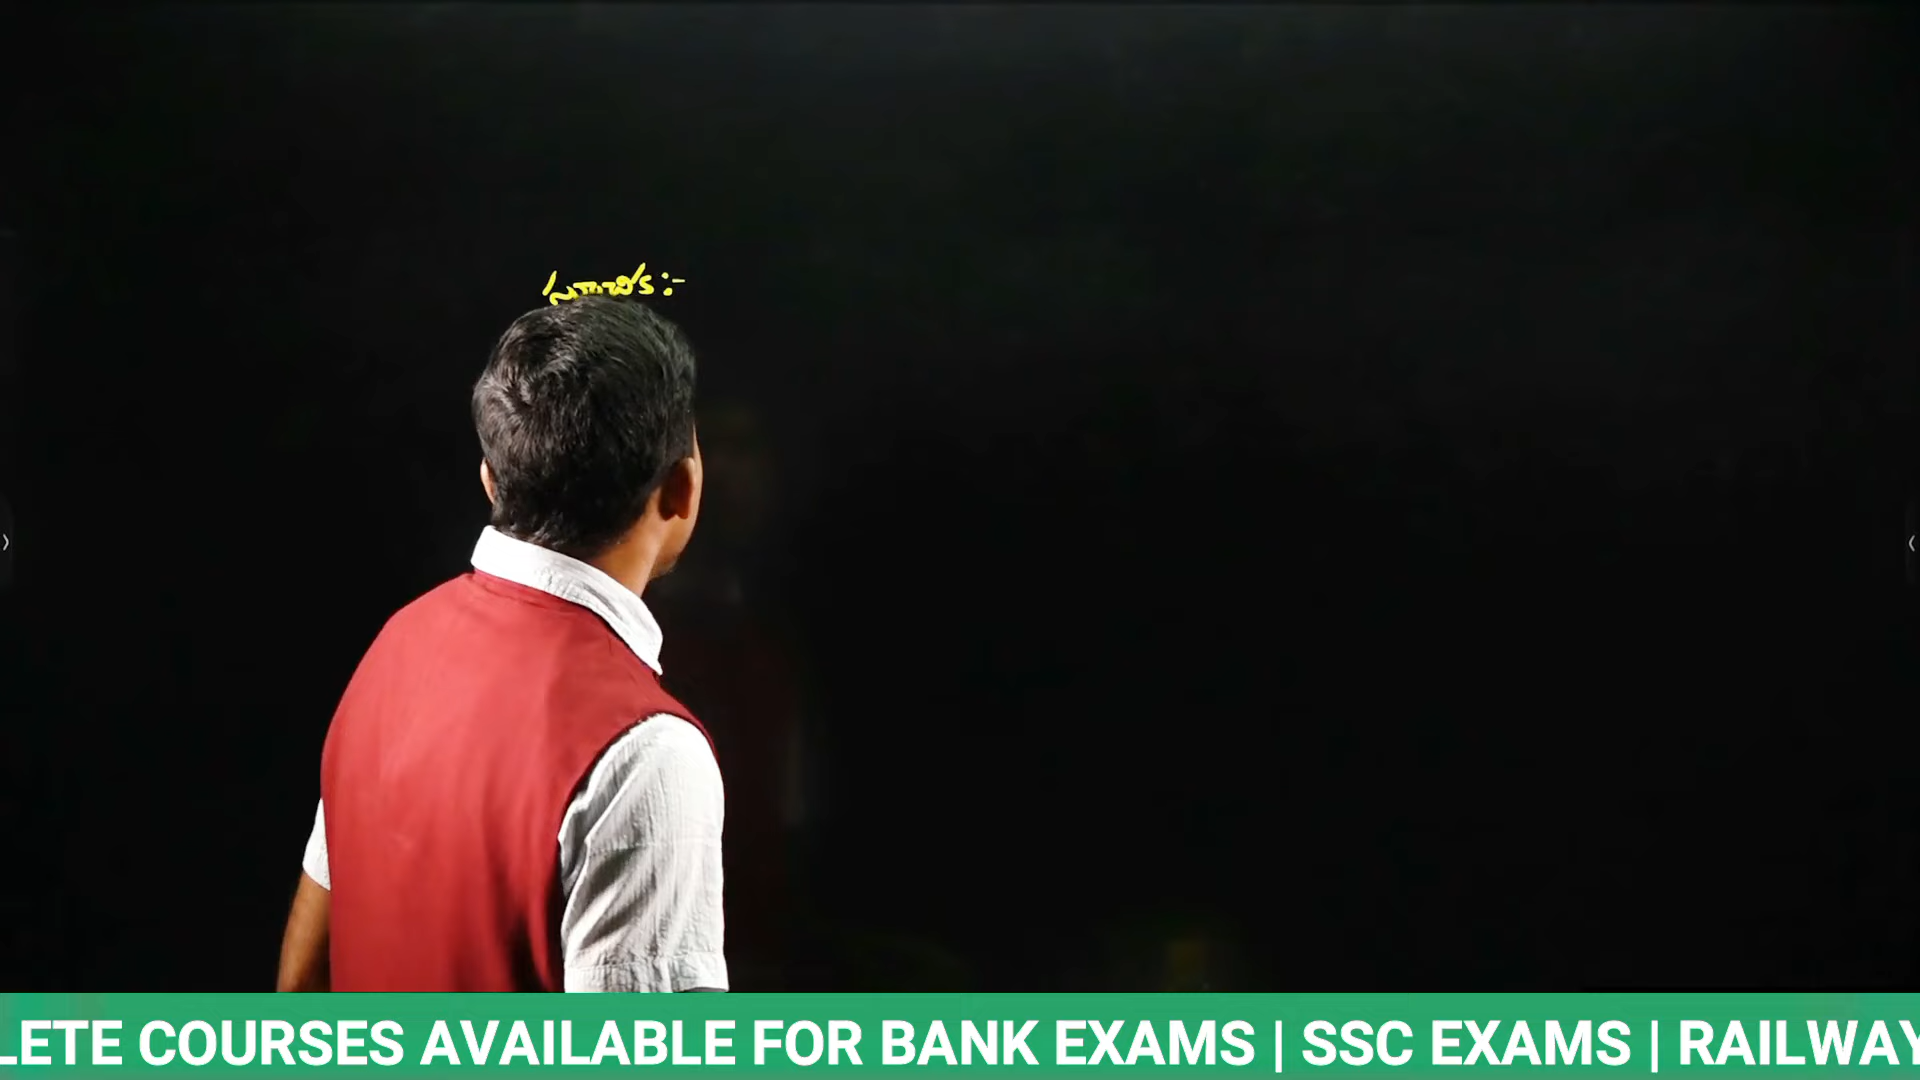 సూచిక :-
LETE COURSES AVAILABLE FOR BANK EXAMS | SSC EXAMS | RAILWAY